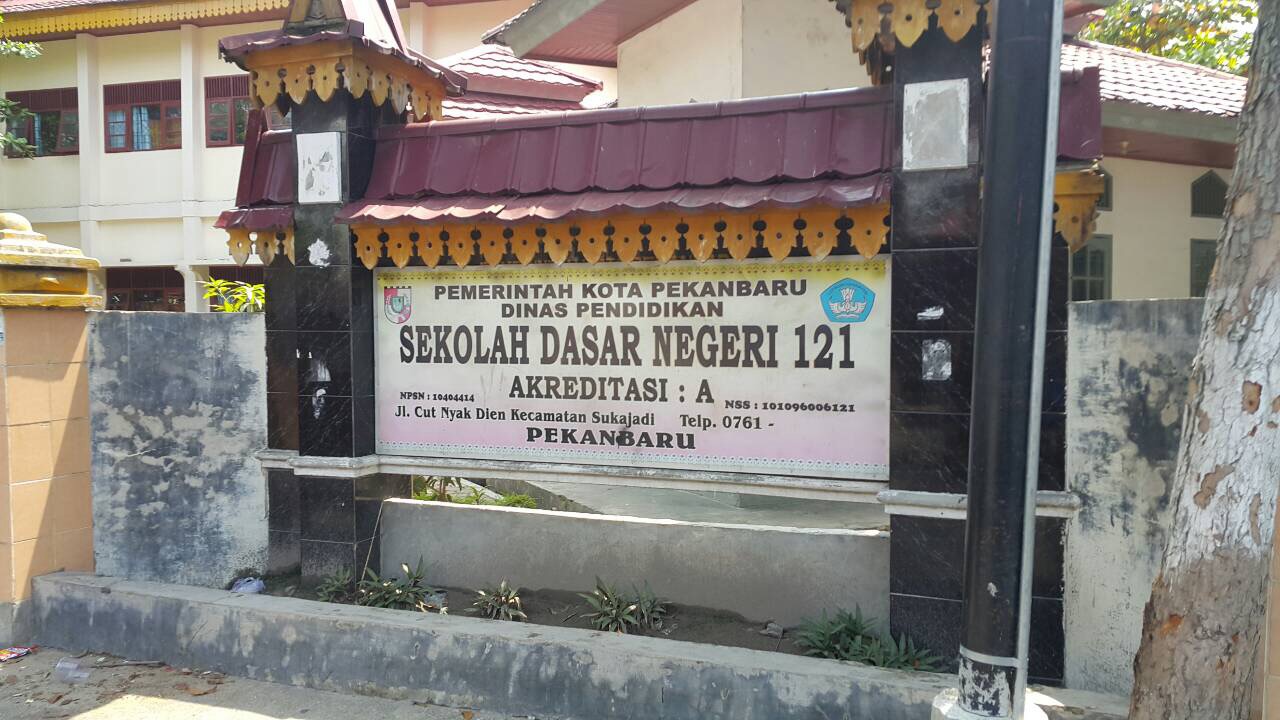 PEMERINTAH KOTA PEKANBARU
DINAS PENDIDIKAN
SEKOLAH DASAR NEGERI 121
AKREDITASI : A
NPSN : 10404414
NSS : 101096006121
Jl. Cut Nyak Dien Kecamatan Sukajadi Telp. 0761 -
PEKANBARU